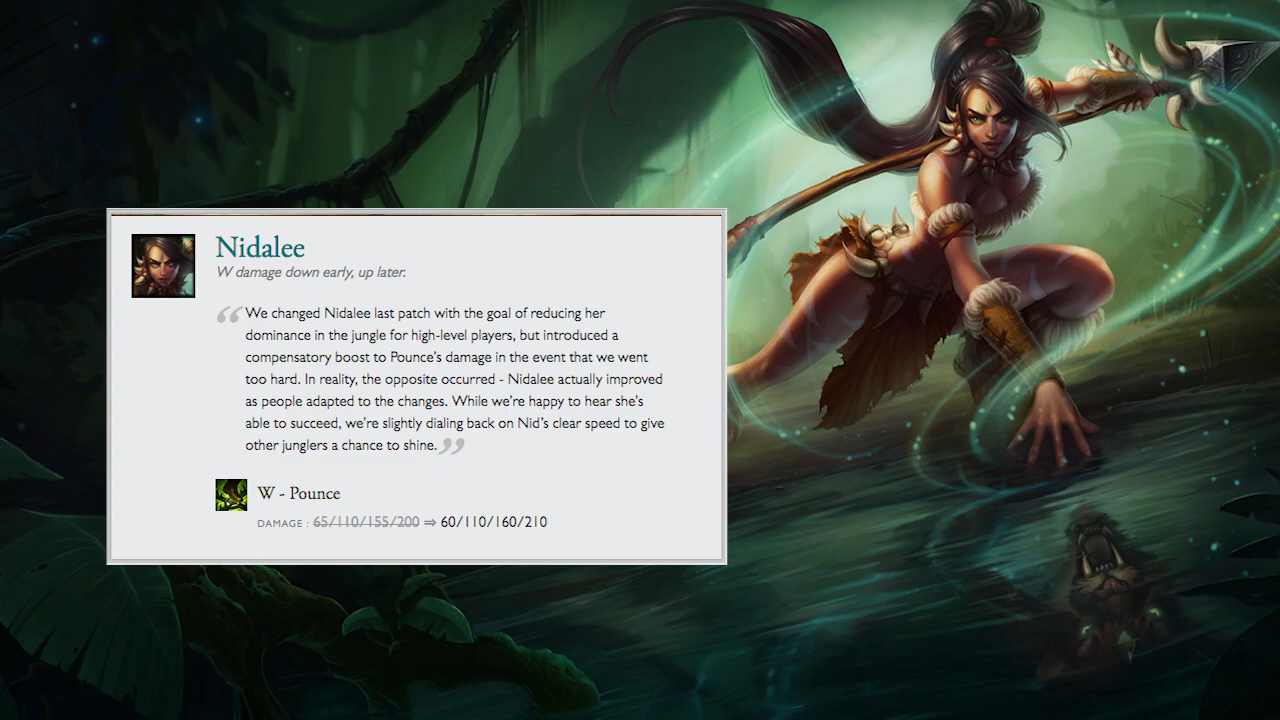 Nidalee
W damage down early, up later.
“We changed Nidalee last patch with the goal of reducing her
dominance in the jungle for high-level players, but introduced a
compensatory boost to Pounce’s damage in the event that we went
too hard. In reality, the opposite occurred - Nidalee actually improved
as people adapted to the changes. While we’re happy to hear she’s
able to succeed, we’re slightly dialing back on Nid’s clear speed to give
other junglers a chance to shine.”
W - Pounce
DAMAGE : 65/110/155/200 ⇒ 60/110/160/210